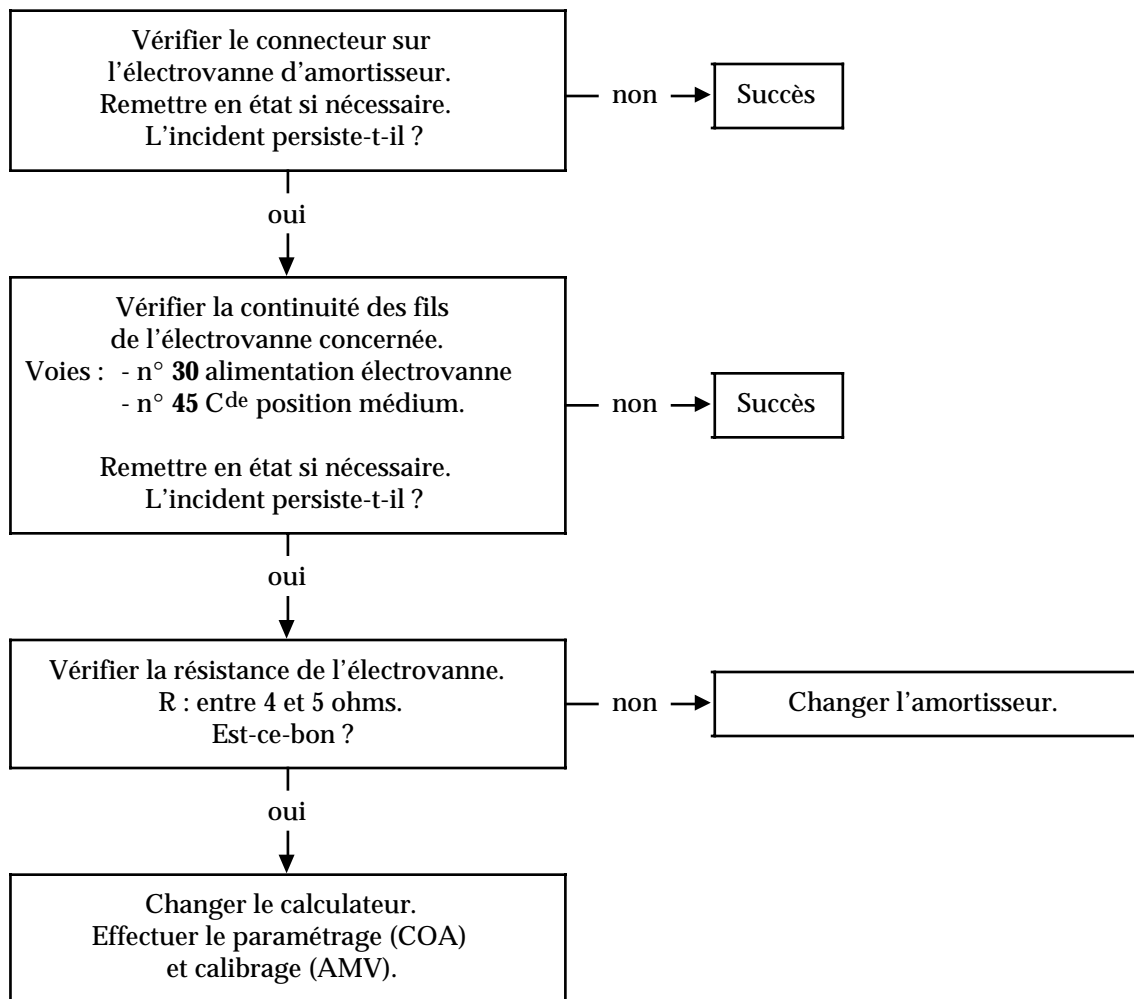 Vérifier le connecteur sur
l'électrovanne d'amortisseur.
Remettre en état si nécessaire.
L'incident persiste-t-il ?
non
Succès
oui
Vérifier la continuité des fils
de l'électrovanne concernée.
Voies : - n° 30 alimentation électrovanne
- n° 45 Cde position médium.
Remettre en état si nécessaire.
L'incident persiste-t-il ?
non
Succès
oui
Vérifier la résistance de l'électrovanne.
R : entre 4 et 5 ohms.
Est-ce-bon ?
non
Changer l'amortisseur.
oui
Changer le calculateur.
Effectuer le paramétrage (COA)
et calibrage (AMV).